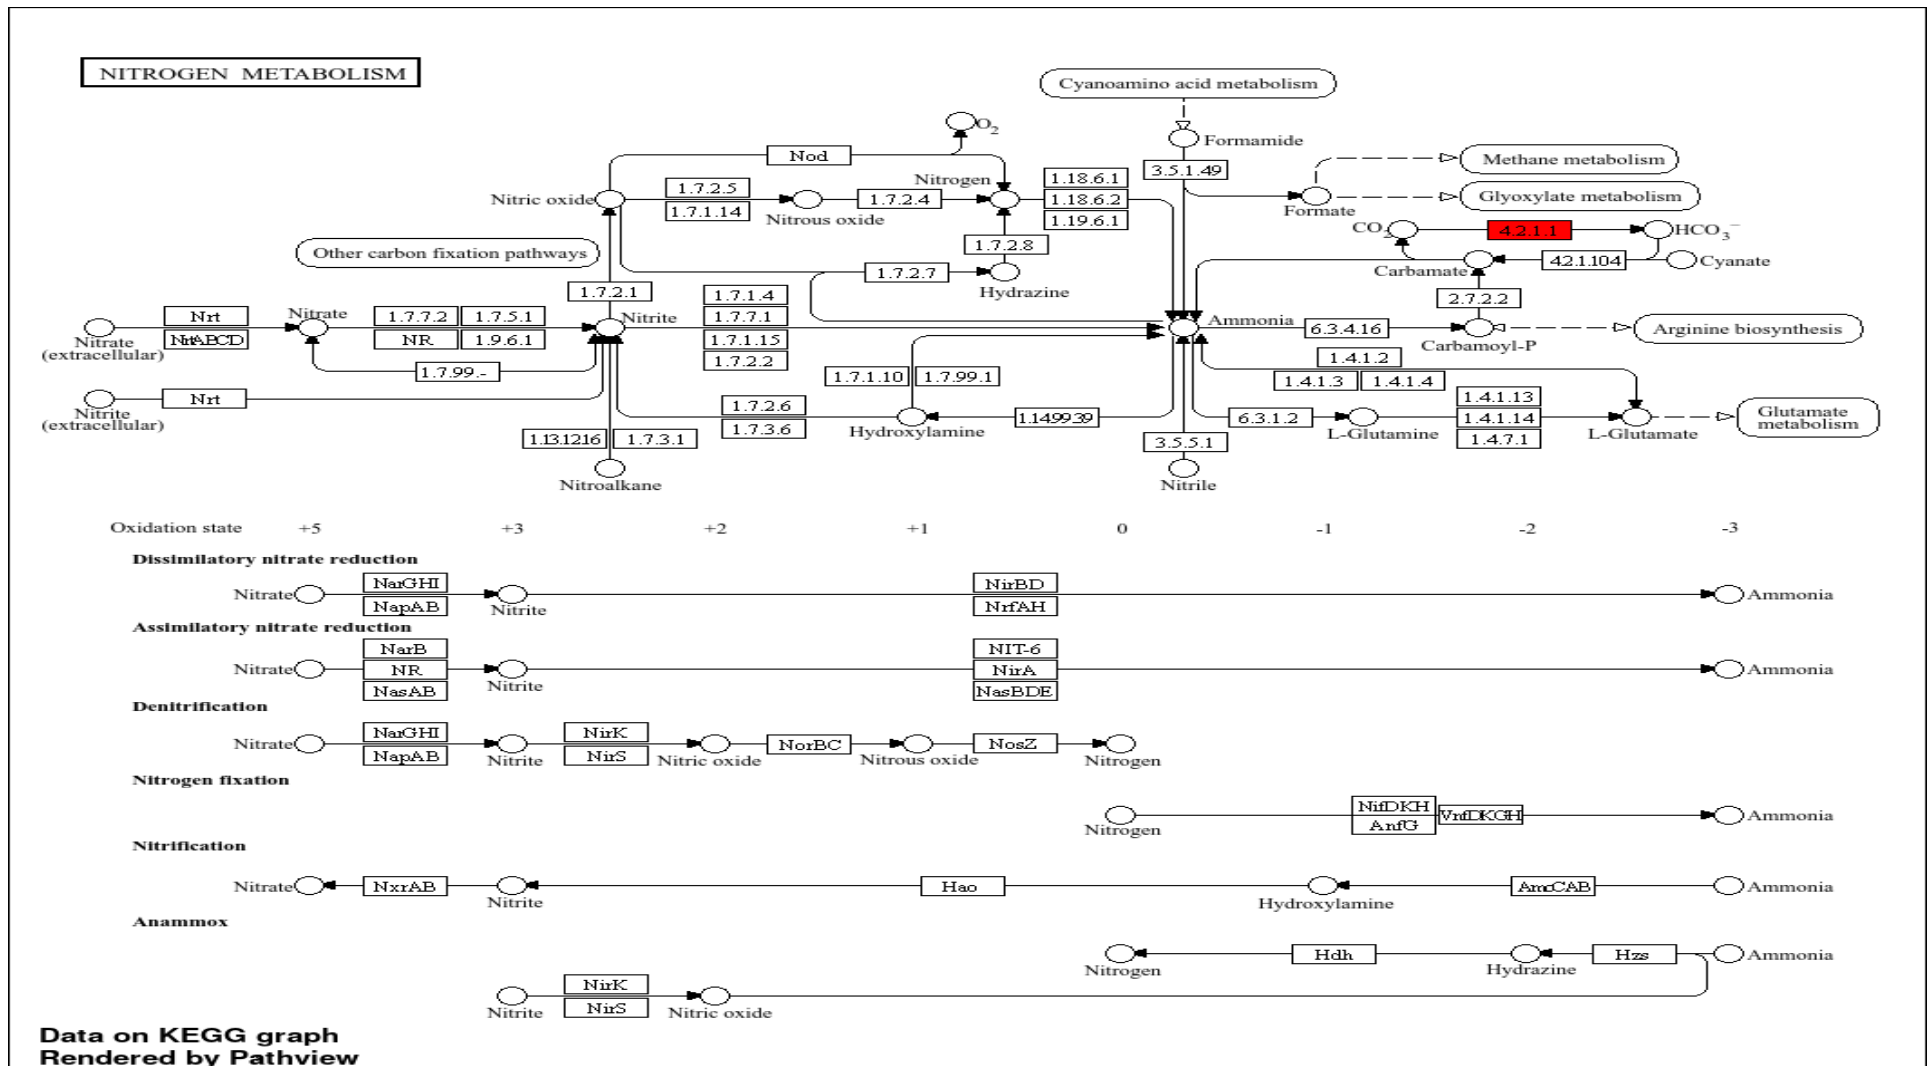 NITROGEN METABOLISM
Cyanoamino acid metabolism
O2
Formamide
Nod
Methane metabolism
3.5.1.49
Nitrogen
1.18.6.1
1.7.2.5
Nitric oxide
1.7.2.4
1.18.6.2
Glyoxylate metabolism
1.7.1.14
Nitrous oxide
1.19.6.1
Formate
CO2
4.2.1.1
HCO3−
1.7.2.8
Other carbon fixation pathways
4.2.1.104
Cyanate
Carbamate
1.7.2.7
Hydrazine
1.7.2.1
1.7.1.4
2.7.2.2
Nrt
Nitrate
1.7.7.2
1.7.5.1
Nitrite
1.7.7.1
Ammonia
6.3.4.16
Arginine biosynthesis
NrtABCD
NR
1.9.6.1
1.7.1.15
Carbamoyl-P
Nitrate
(extracellular)
1.7.2.2
1.4.1.2
1.7.99.-
1.7.1.10
1.7.99.1
1.4.1.3
1.4.1.4
Nrt
1.7.2.6
1.4.1.13
Nitrite
(extracellular)
1.14.99.39
6.3.1.2
1.4.1.14
Glutamate
metabolism
1.7.3.6
Hydroxylamine
L-Glutamine
L-Glutamate
1.13.12.16
1.7.3.1
3.5.5.1
1.4.7.1
Nitroalkane
Nitrile
Oxidation state +5 +3 +2 +1 0 -1 -2 -3
Dissimilatory nitrate reduction
NarGHI
NirBD
Nitrate
Ammonia
NapAB
Nitrite
NrfAH
Assimilatory nitrate reduction
NarB
NIT-6
Nitrate
NR
NirA
Ammonia
NasAB
Nitrite
NasBDE
Denitrification
NarGHI
NirK
Nitrate
NorBC
NosZ
NapAB
Nitrite
NirS
Nitric oxide
Nitrous oxide
Nitrogen
Nitrogen fixation
NifDKH
VnfDKGH
Ammonia
AnfG
Nitrogen
Nitrification
Nitrate
NxrAB
Hao
AmoCAB
Ammonia
Nitrite
Hydroxylamine
Anammox
Hdh
Hzs
Ammonia
Nitrogen
Hydrazine
NirK
Nitrite
NirS
Nitric oxide
Data on KEGG graph
Rendered by Pathview